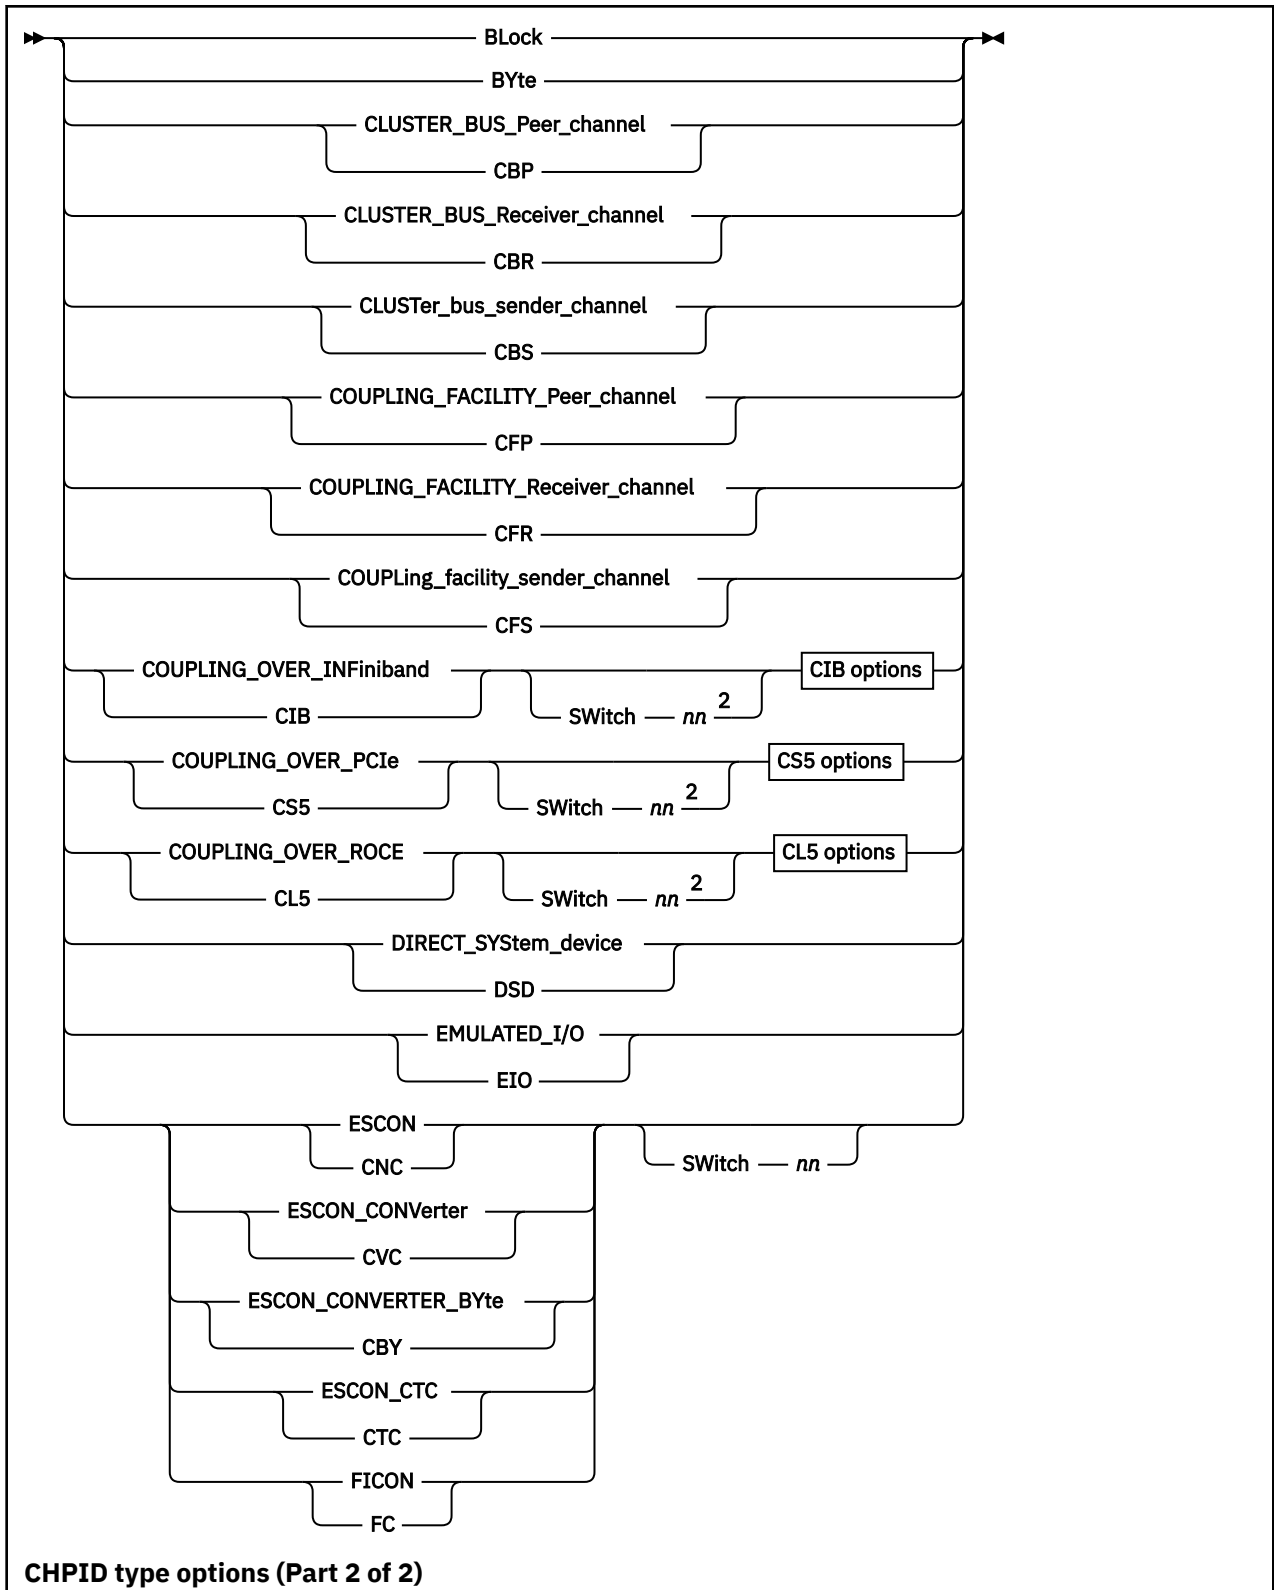 BLock
BYte
CLUSTER_BUS_Peer_channel
CBP
CLUSTER_BUS_Receiver_channel
CBR
CLUSTer_bus_sender_channel
CBS
COUPLING_FACILITY_Peer_channel
CFP
COUPLING_FACILITY_Receiver_channel
CFR
COUPLing_facility_sender_channel
CFS
COUPLING_OVER_INFiniband CIB options
CIB SWitch nn 2
COUPLING_OVER_PCIe CS5 options
CS5 SWitch nn 2
COUPLING_OVER_ROCE CL5 options
CL5 SWitch nn 2
DIRECT_SYStem_device
DSD
EMULATED_I/O
EIO
ESCON
CNC SWitch nn
ESCON_CONVerter
CVC
ESCON_CONVERTER_BYte
CBY
ESCON_CTC
CTC
FICON
FC
CHPID type options (Part 2 of 2)